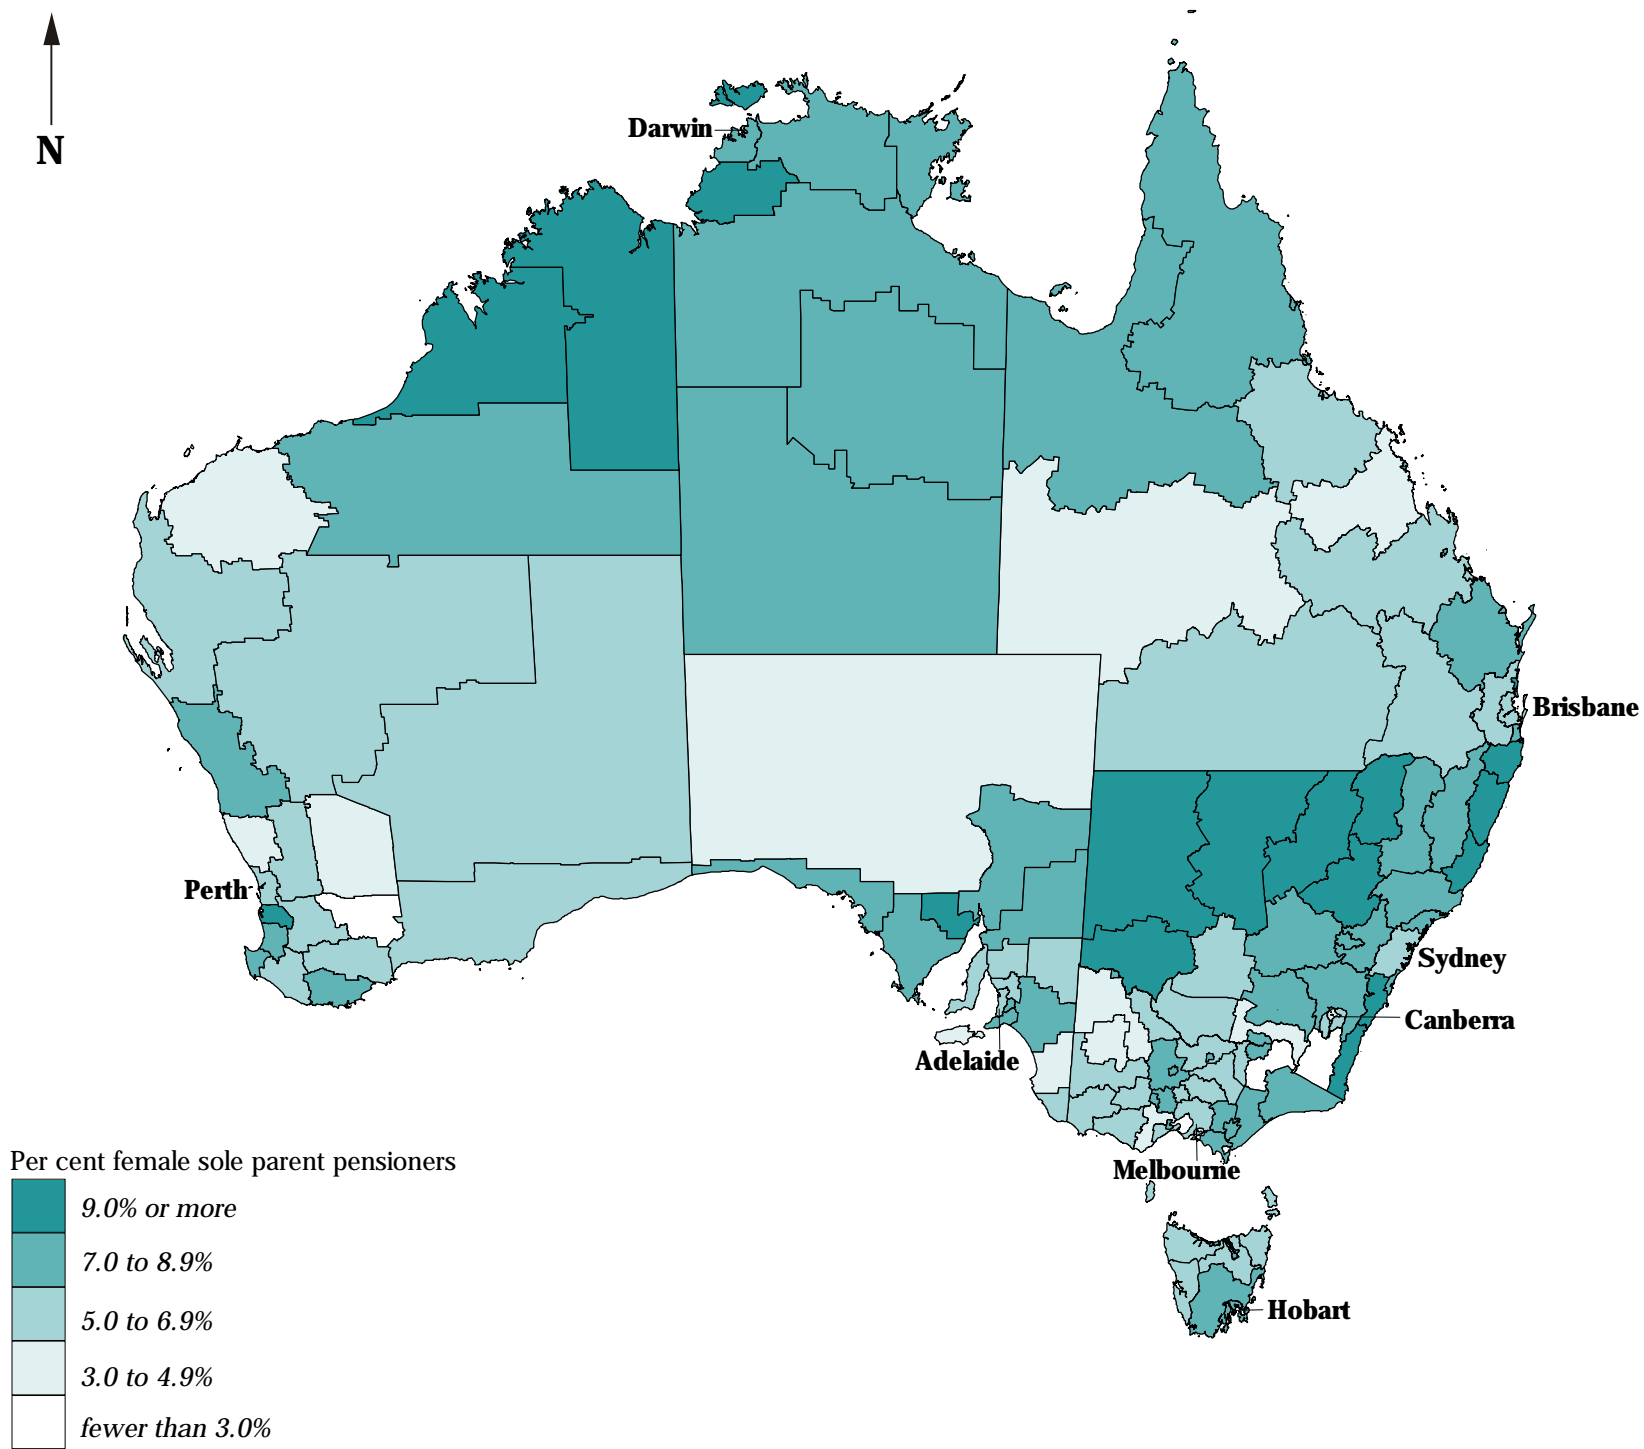 N
Darwin
Brisbane
Perth
Sydney
Canberra
Adelaide
Melbourne
Hobart
Per cent female sole parent pensioners
9.0% or more
7.0 to 8.9%
5.0 to 6.9%
3.0 to 4.9%
fewer than 3.0%